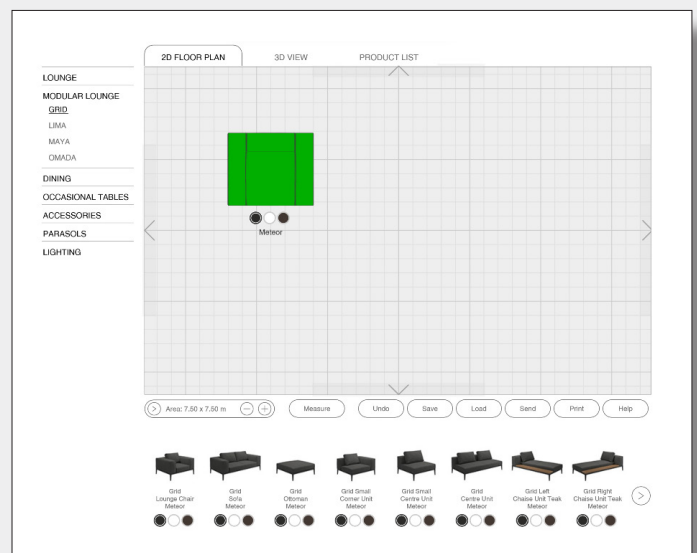 2D FLOOR PLAN
3D VIEW
PRODUCT LIST
LOUNGE
MODULAR LOUNGE
GRID
LIMA
MAYA
OMADA
DINING
OCCASIONAL TABLES
ACCESSORIES
PARASOLS
LIGHTING
Meteor
Area: 7.50 x 7.50 m
Measure
Undo
Save
Load
Send
Print
Help
Grid
Lounge Chair
Meteor
Grid
Sofa
Meteor
Grid
Ottoman
Meteor
Grid Small
Corner Unit
Meteor
Grid Small
Centre Unit
Meteor
Grid
Centre Unit
Meteor
Grid Left
Chaise Unit Teak
Meteor
Grid Right
Chaise Unit Teak
Meteor